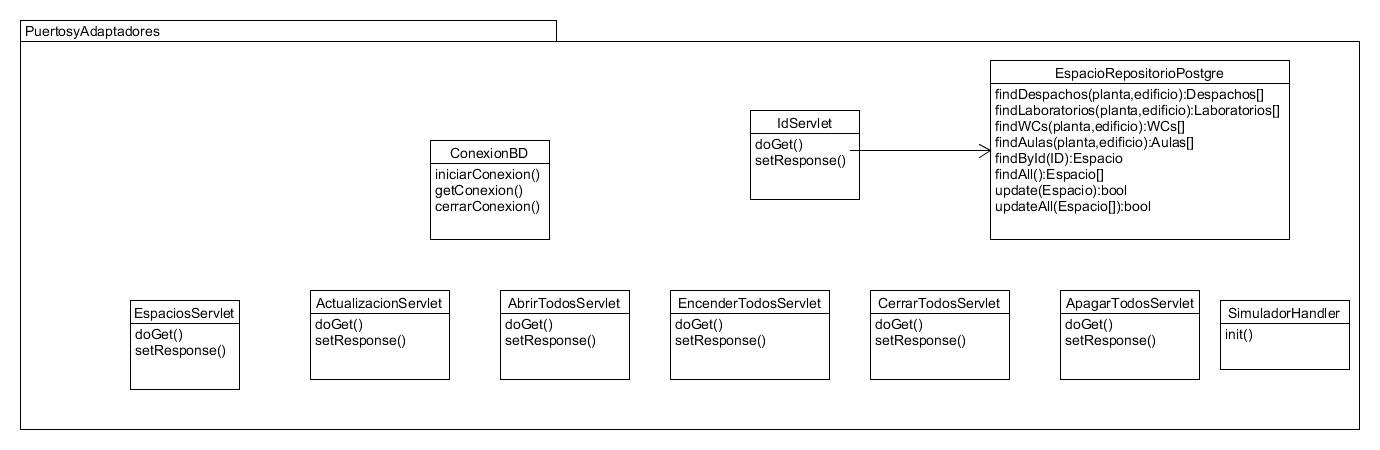 PuertosyAdaptadores
EspacioRepositorioPostgre
findDespachos(planta,edificio):Despachos[]
findLaboratorios(planta,edificio):Laboratorios[]
findWCs(planta,edificio):WCs[]
findAulas(planta,edificio):Aulas[]
findById(ID):Espacio
findAll():Espacio[]
update(Espacio):bool
updateAll(Espacio[]):bool
IdServlet
doGet()
setResponse()
ConexionBD
iniciarConexion()
getConexion()
cerrarConexion()
EspaciosServlet
doGet()
setResponse()
ActualizacionServlet
doGet()
setResponse()
AbrirTodosServlet
doGet()
setResponse()
EncenderTodosServlet
doGet()
setResponse()
CerrarTodosServlet
doGet()
setResponse()
ApagarTodosServlet
doGet()
setResponse()
SimuladorHandler
init()